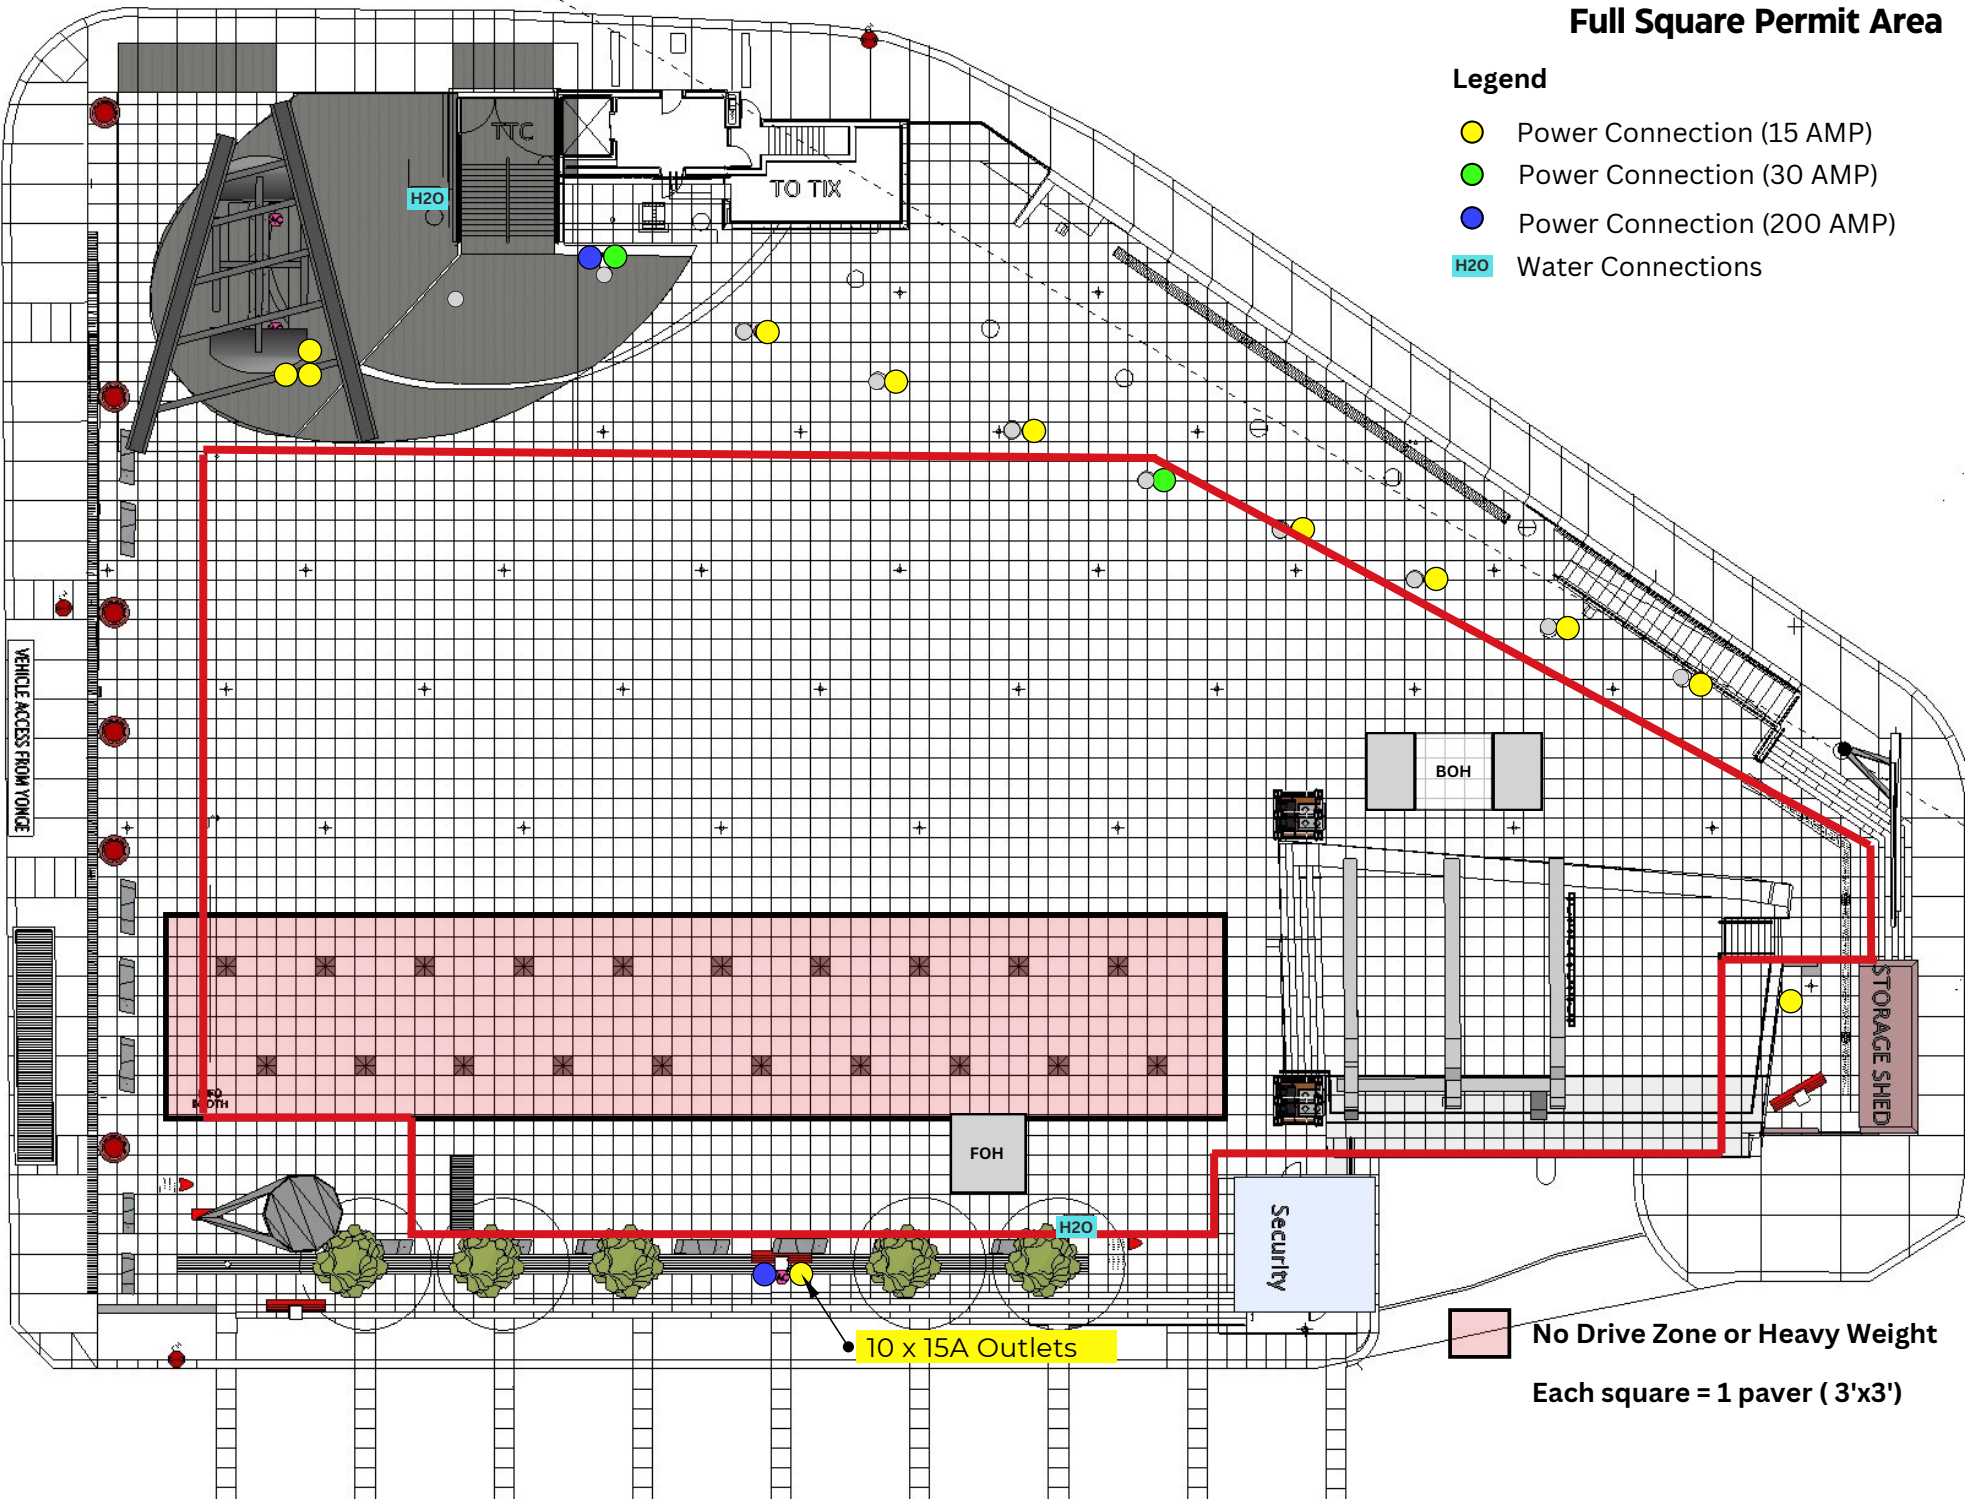 Full Square Permit Area
Legend
Power Connection (15 AMP)
Power Connection (30 AMP)
Power Connection (200 AMP)
H2O Water Connections
TTC
H2O
TO TIX
VEHICLE ACCESS FROM YONGE
BOH
STORAGE SHED
FOH
H2O
Security
10 x 15A Outlets
No Drive Zone or Heavy Weight
Each square = 1 paver ( 3'x3')